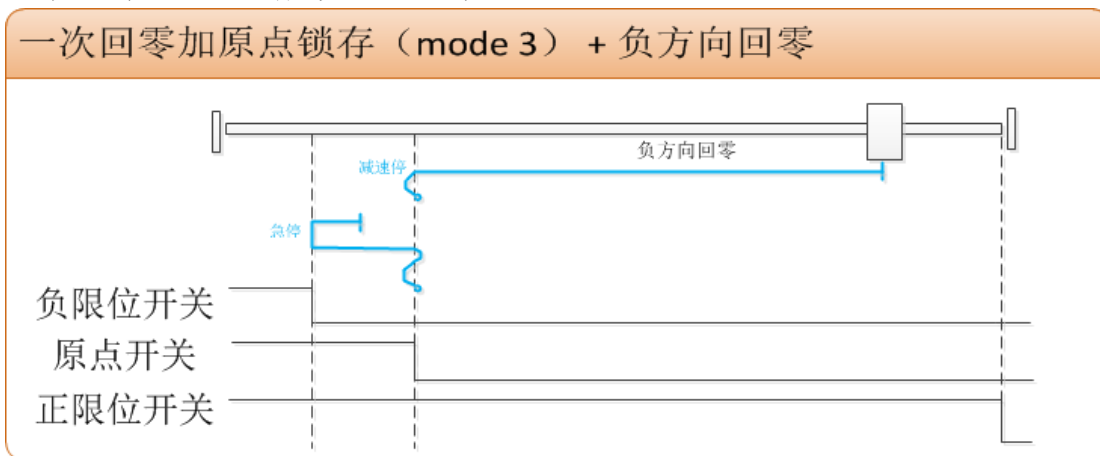 一次回零加原点锁存（mode 3）+ 负方向回零
负方向回零
减速停
急停
负限位开关
原点开关
正限位开关